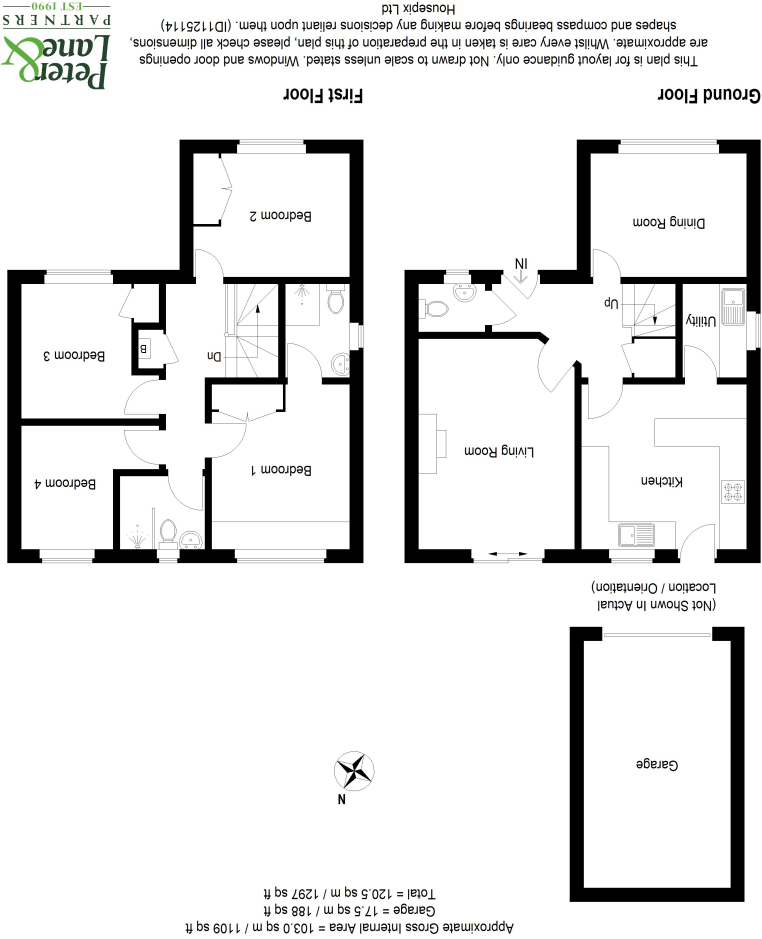 Approximate Gross Internal Area = 103.0 sq m / 1109 sq ft
Garage = 17.5 sq m / 188 sq ft
Total = 120.5 sq m / 1297 sq ft
N
Garage
(Not Shown In Actual
Location / Orientation)
Kitchen
Living Room
Utility
Up
IN
Dining Room
Ground Floor
Bedroom 1
Bedroom 4
Dn
B
Bedroom 3
Bedroom 2
First Floor
This plan is for layout guidance only. Not drawn to scale unless stated. Windows and door openings
are approximate. Whilst every care is taken in the preparation of this plan, please check all dimensions,
shapes and compass bearings before making any decisions reliant upon them. (ID1125114)
Housepix Ltd
Peter &
Lane
PARTNERS
EST 1990